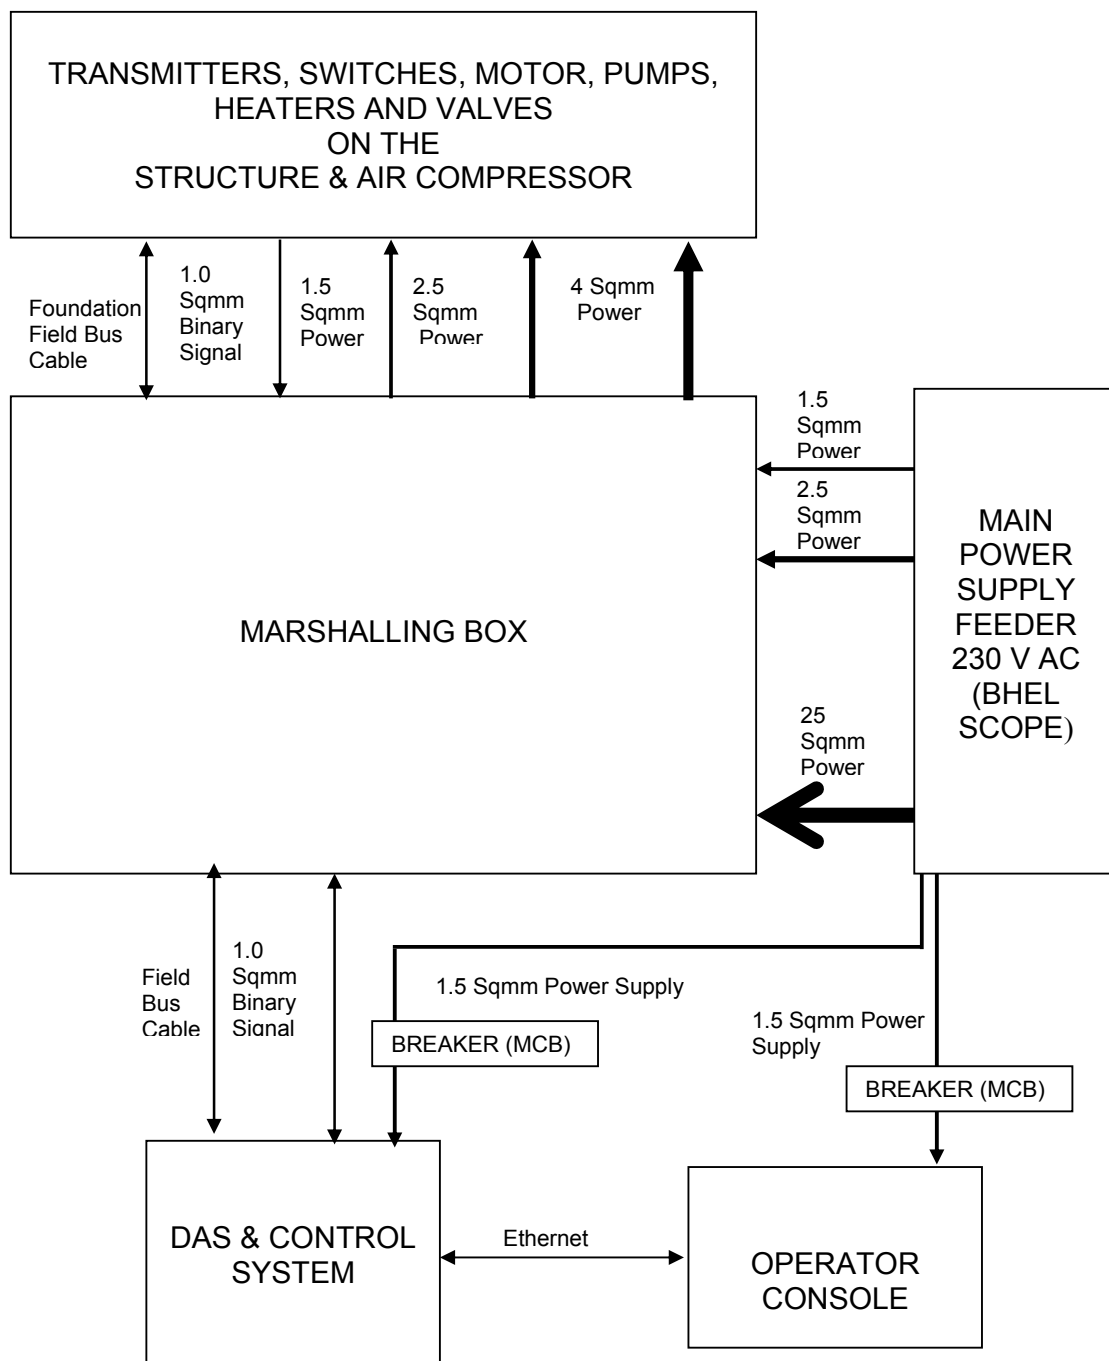 TRANSMITTERS, SWITCHES, MOTOR, PUMPS,
HEATERS AND VALVES
ON THE
STRUCTURE & AIR COMPRESSOR
Foundation
Field Bus
Cable
1.0
Sqmm
Binary
Signal
1.5
Sqmm
Power
2.5
Sqmm
Power
4 Sqmm
Power
1.5
Sqmm
Power
2.5
Sqmm
Power
25
Sqmm
Power
MARSHALLING BOX
MAIN
POWER
SUPPLY
FEEDER
230 V AC
(BHEL
SCOPE)
Field
Bus
Cable
1.0
Sqmm
Binary
Signal
1.5 Sqmm Power Supply
BREAKER (MCB)
1.5 Sqmm Power
Supply
BREAKER (MCB)
DAS & CONTROL
SYSTEM
Ethernet
OPERATOR
CONSOLE